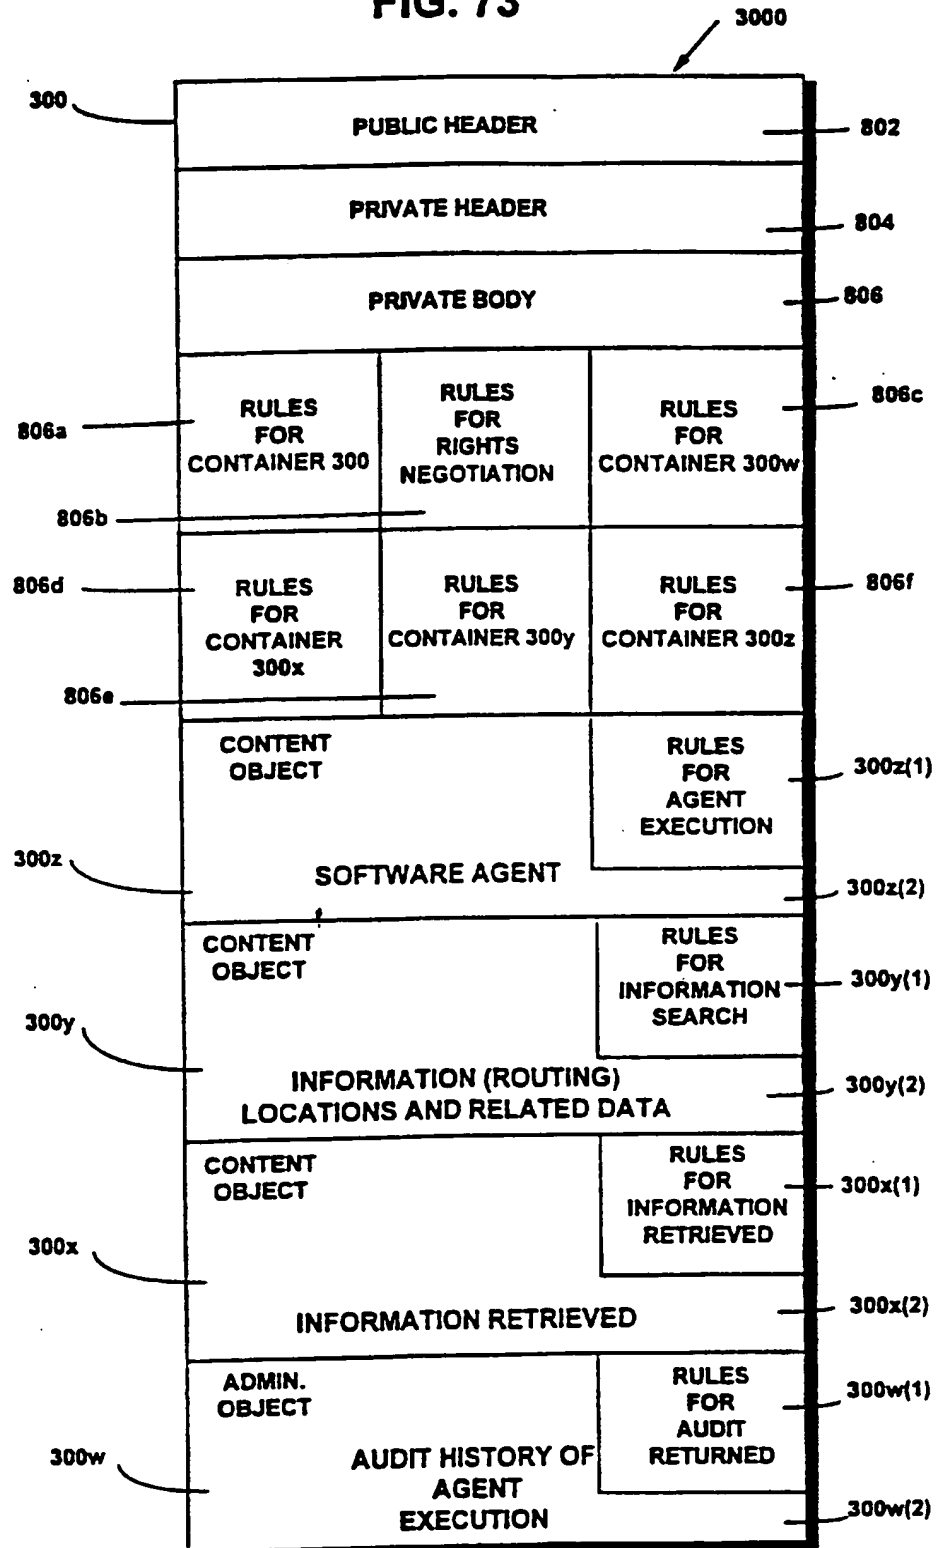 FIG. 73
3000
300
PUBLIC HEADER
802
PRIVATE HEADER
804
PRIVATE BODY
806
806a
RULES
FOR
CONTAINER 300
806b
RULES
FOR
RIGHTS
NEGOTIATION
806c
RULES
FOR
CONTAINER 300w
806d
RULES
FOR
CONTAINER
300x
806e
RULES
FOR
CONTAINER 300y
806f
RULES
FOR
CONTAINER 300z
CONTENT
OBJECT
RULES
FOR
AGENT
EXECUTION
300z(1)
300z
SOFTWARE AGENT
300z(2)
CONTENT
OBJECT
RULES
FOR
INFORMATION
SEARCH
300y(1)
300y
INFORMATION (ROUTING)
LOCATIONS AND RELATED DATA
300y(2)
CONTENT
OBJECT
RULES
FOR
INFORMATION
RETRIEVED
300x(1)
300x
INFORMATION RETRIEVED
300x(2)
ADMIN.
OBJECT
RULES
FOR
AUDIT
RETURNED
300w(1)
300w
AUDIT HISTORY OF
AGENT
EXECUTION
300w(2)